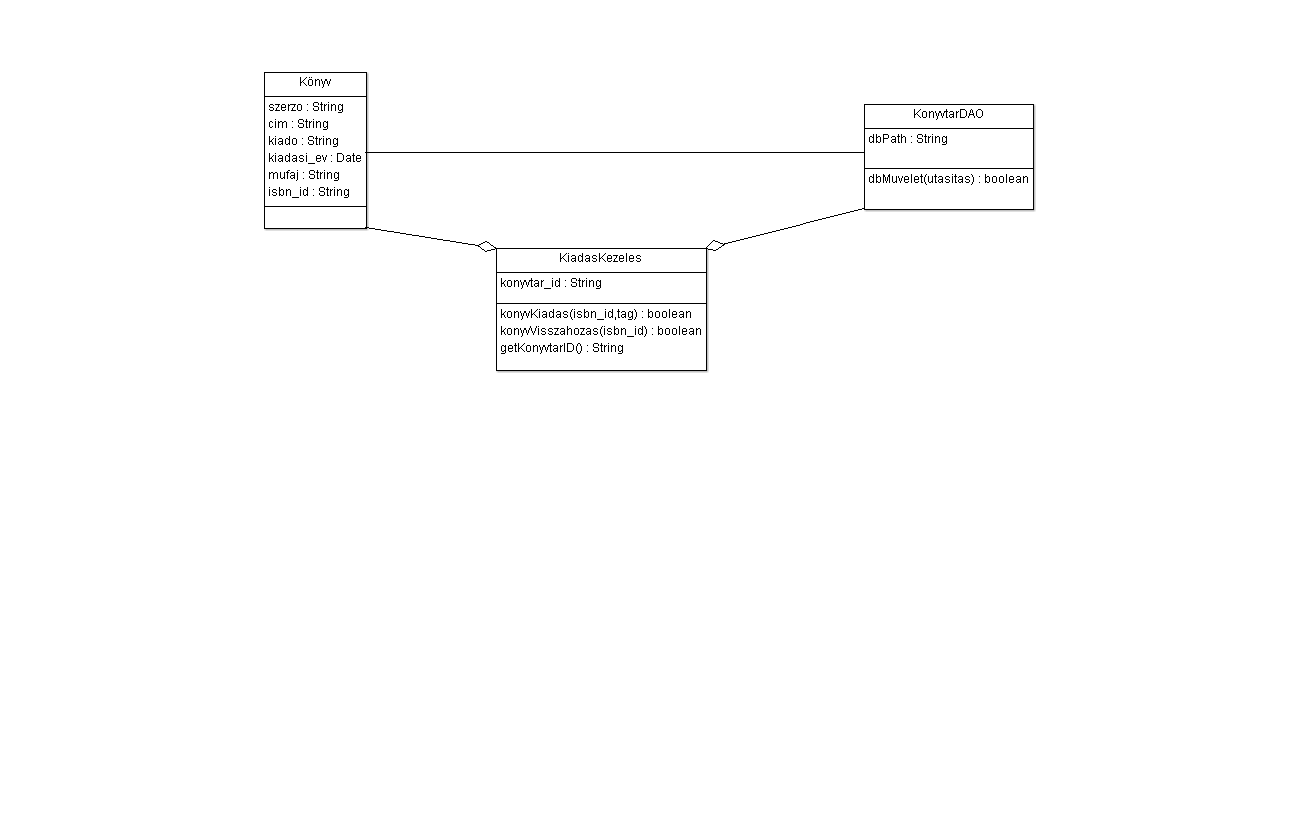 Könyv
szerzo : String
cim : String
kiado : String
kiadasi_ev : Date
mufaj : String
isbn_id : String
KonyvtarDAO
dbPath : String
dbMuvelet(utasitas) : boolean
KiadasKezeles
konyvtar_id : String
konyvKiadas(isbn_id,tag) : boolean
konyvVisszahozas(isbn_id) : boolean
getKonyvtarID() : String